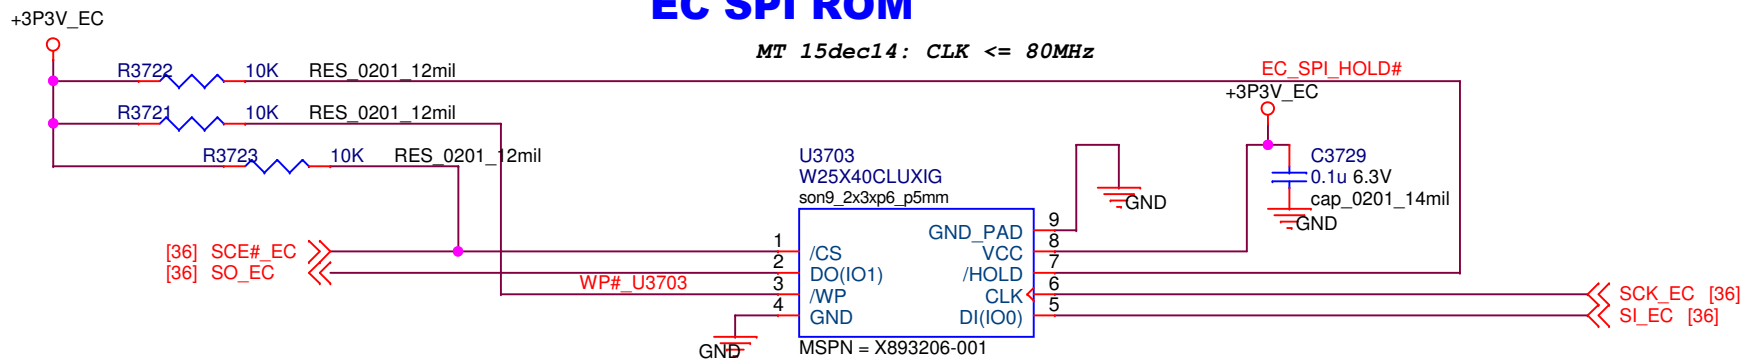 EC SPI ROM
+3P3V_EC
MT 15dec14: CLK <= 80MHz
R3722 10K RES_0201_12mil
EC_SPI_HOLD#
+3P3V_EC
R3721 10K RES_0201_12mil
R3723 10K RES_0201_12mil
U3703
W25X40CLUXIG
son9_2x3xp6_p5mm
C3729
0.1u 6.3V
cap_0201_14mil
GND
GND
9 GND_PAD
[36] SCE#_EC
1 /CS
8 VCC
[36] SO_EC
2 DO(IO1)
7 /HOLD
WP#_U3703
3 /WP
6 CLK
SCK_EC [36]
4 GND
5 DI(IO0)
SI_EC [36]
GND
MSPN = X893206-001